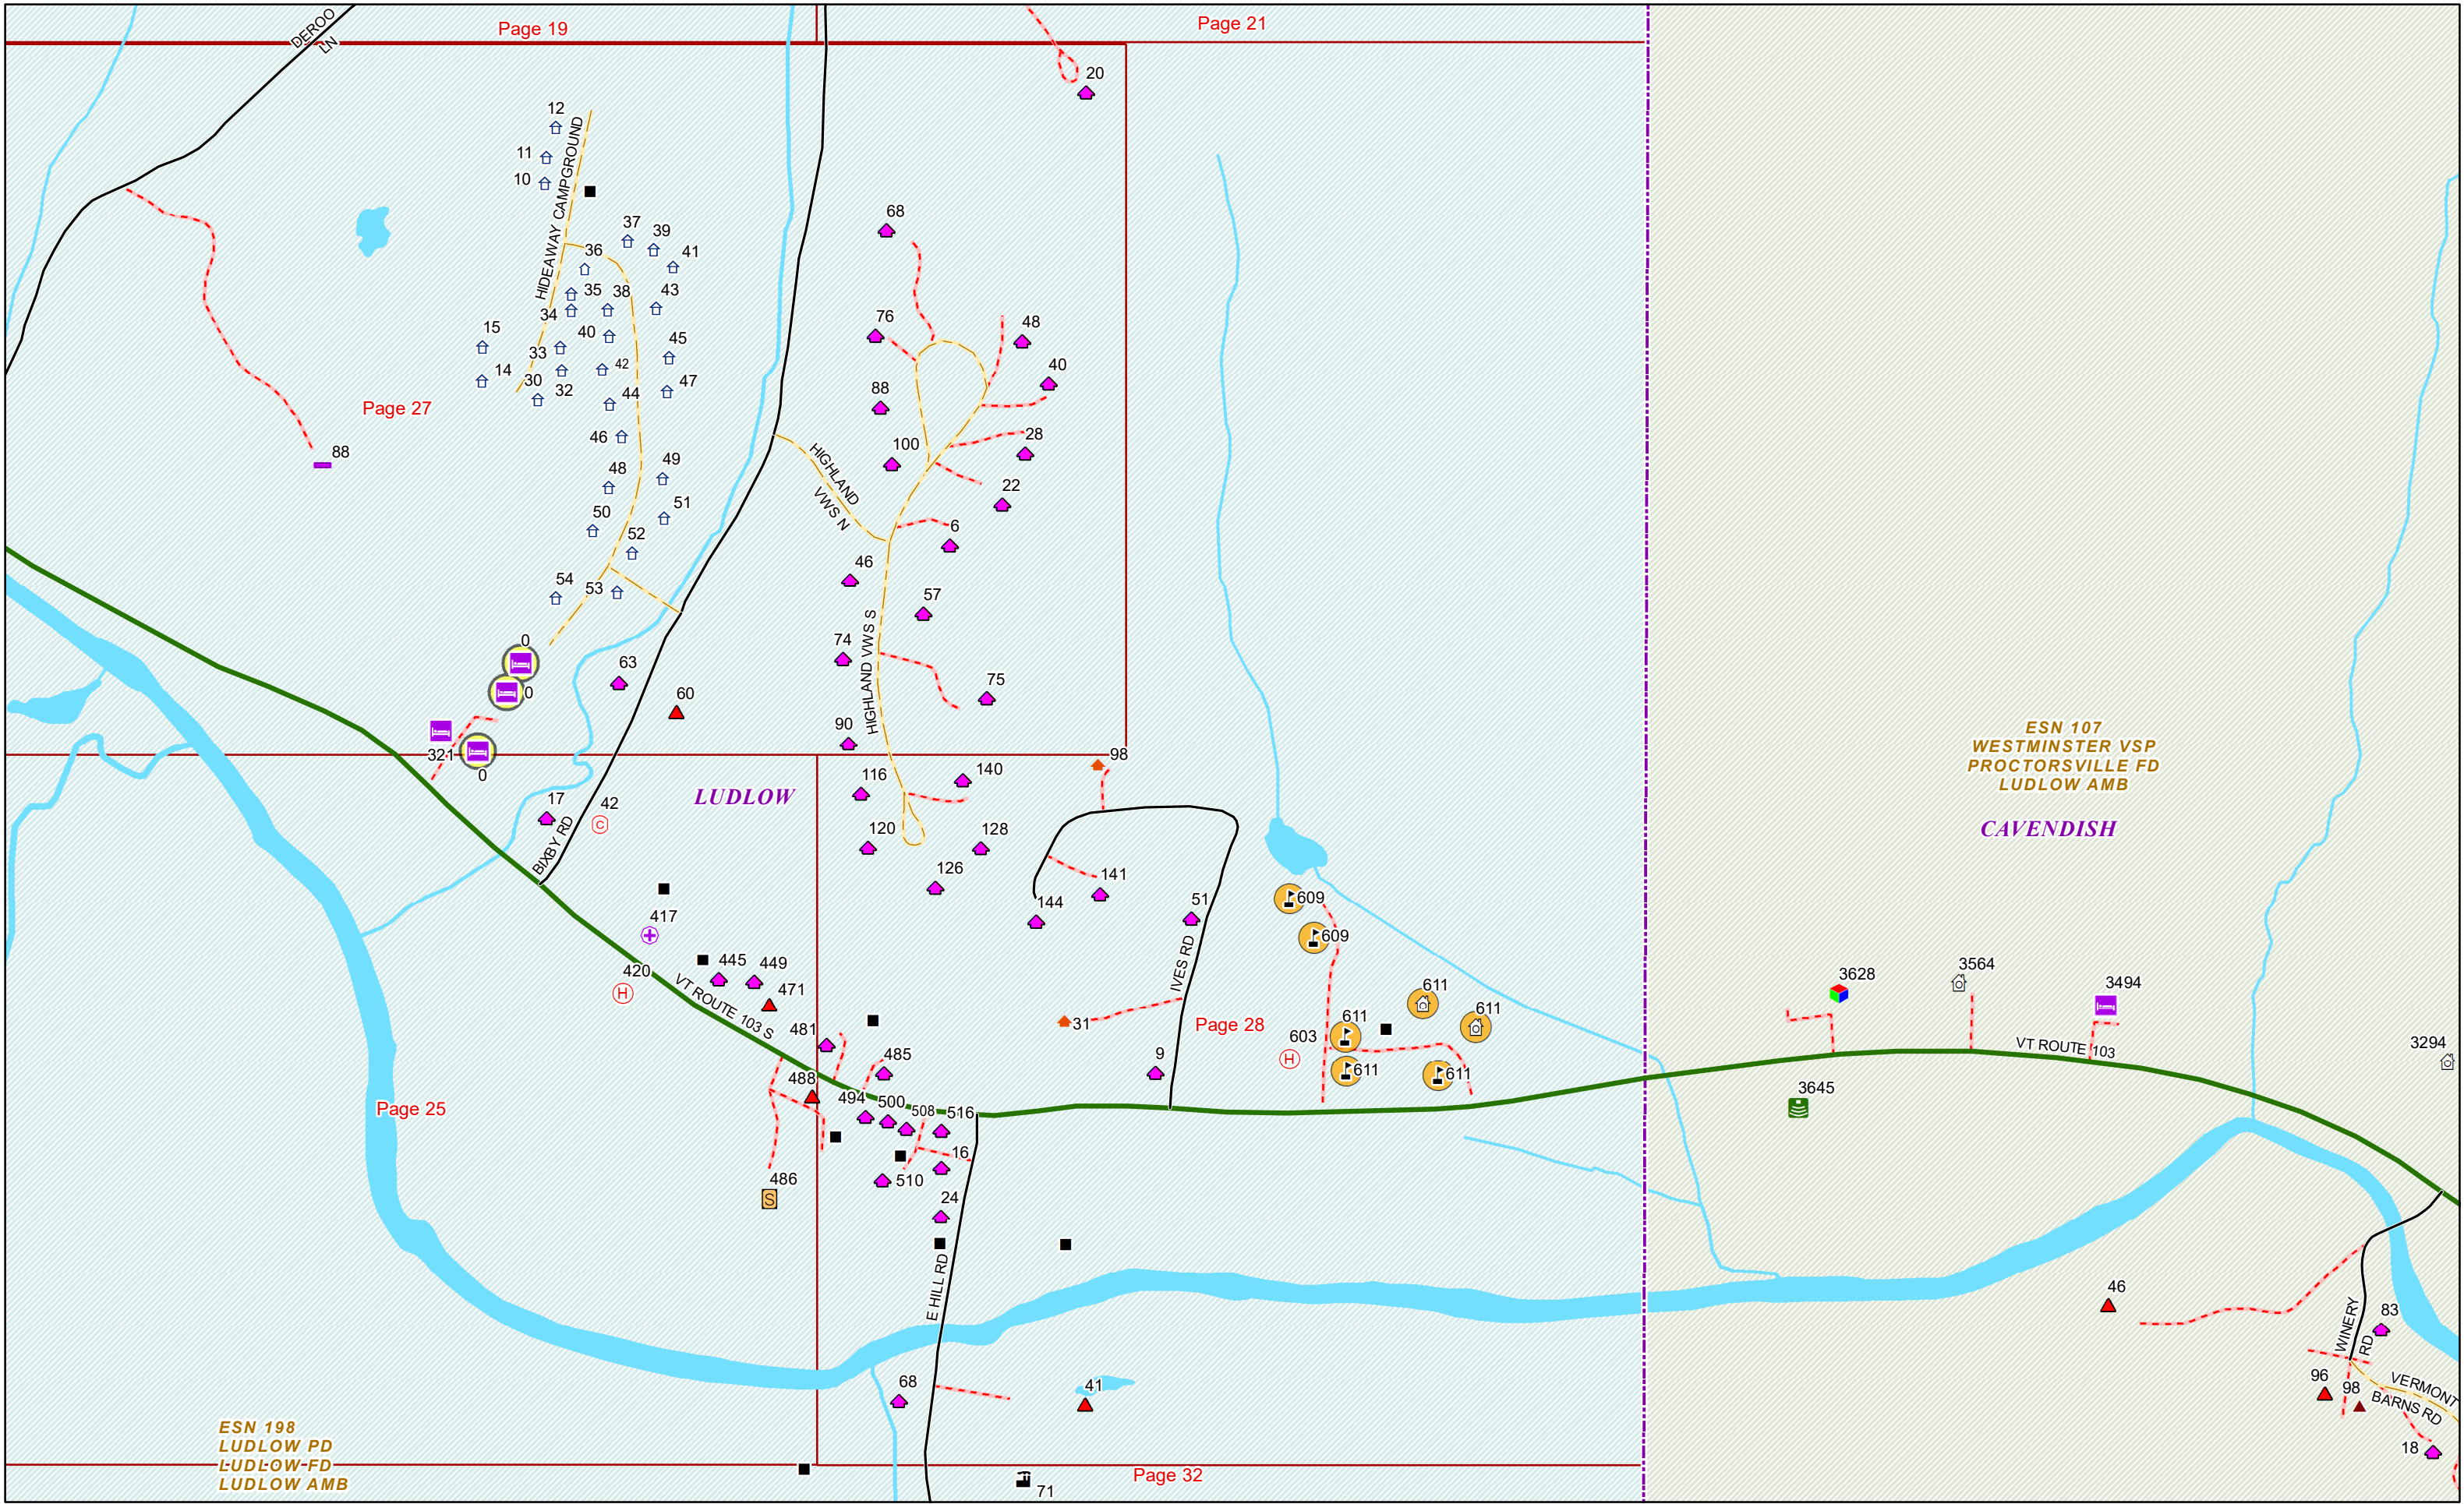 DEROO
LN
Page 19
Page 21
20
12
11
10
HIDEAWAY CAMPGROUND
37
39
41
36
35
38
43
34
40
45
15
33
42
14
30
32
44
47
46
48
49
50
51
52
54
53
Page 27
88
68
76
48
40
88
100
28
22
HIGHLAND
VWS N
6
46
57
HIGHLAND VWS S
74
75
90
0
0
0
321
63
60
98
LUDLOW
116
140
17
42
C
BIXBY RD
120
128
126
141
144
51
IVES RD
609
609
417
445
449
420
H
VT ROUTE 103 S
471
481
485
488
494
500
508
516
16
510
486
S
24
31
Page 28
9
603
H
611
611
611
611
611
Page 25
E HILL RD
68
41
71
Page 32
ESN 198
LUDLOW PD
LUDLOW FD
LUDLOW AMB
ESN 107
WESTMINSTER VSP
PROCTORSVILLE FD
LUDLOW AMB
CAVENDISH
3628
3564
3494
VT ROUTE 103
3294
3645
46
83
WINERY
RD
96
98
VERMONT
BARNS RD
18